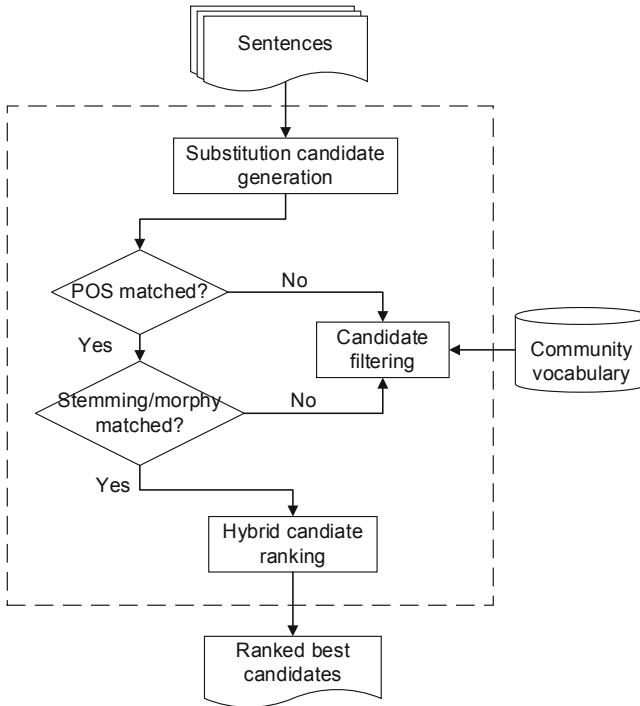 Sentences
Substitution candidate
generation
POS matched?
No
Yes
Candidate
filtering
Community
vocabulary
Stemming/morphy
matched?
No
Yes
Hybrid candiate
ranking
Ranked best
candidates